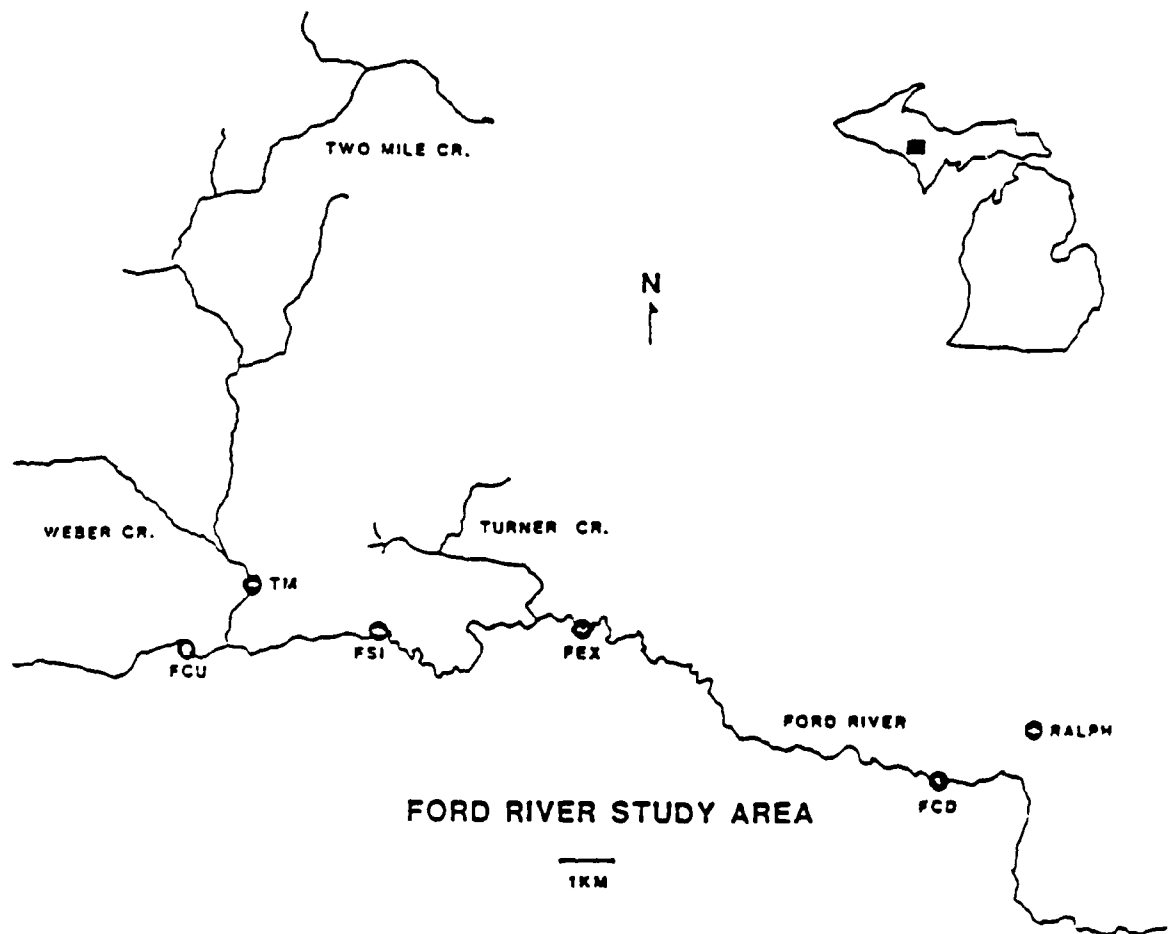 TWO MILE CR.
N
WEBER CR.
TURNER CR.
TM
FCU
FSI
FEX
FORD RIVER
RALPH
FCD
FORD RIVER STUDY AREA
1KM